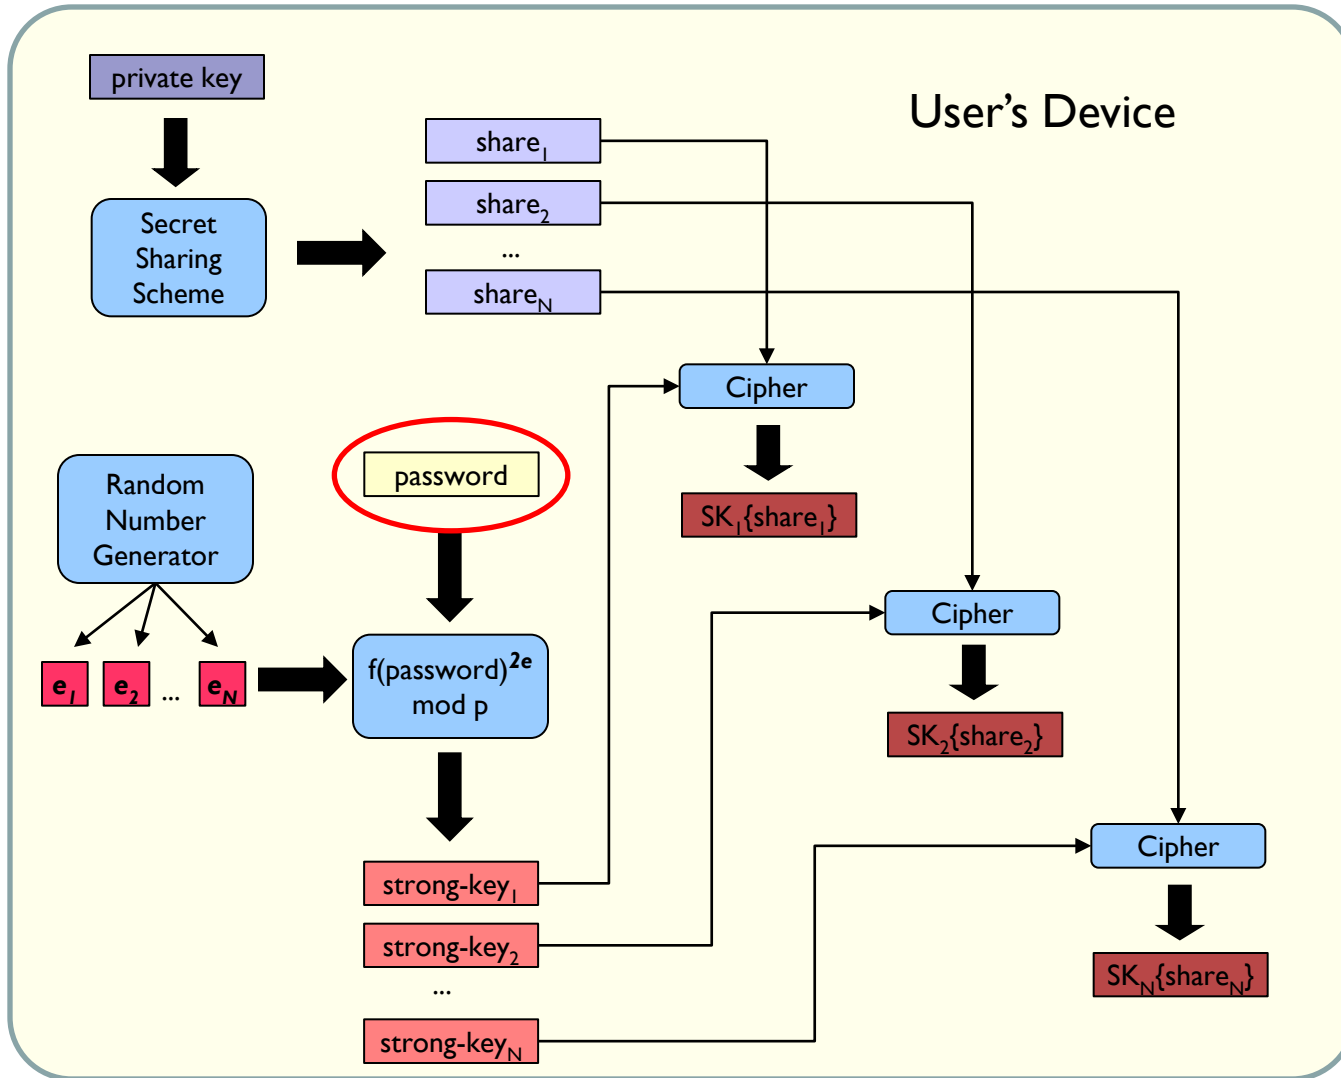 private key
User's Device
share1
share2
...
shareN
Secret
Sharing
Scheme
Cipher
password
Random
Number
Generator
SK1{share1}
Cipher
e1 e2 ... eN
f(password)^2e
mod p
SK2{share2}
Cipher
strong-key1
strong-key2
...
strong-keyN
SKN{shareN}